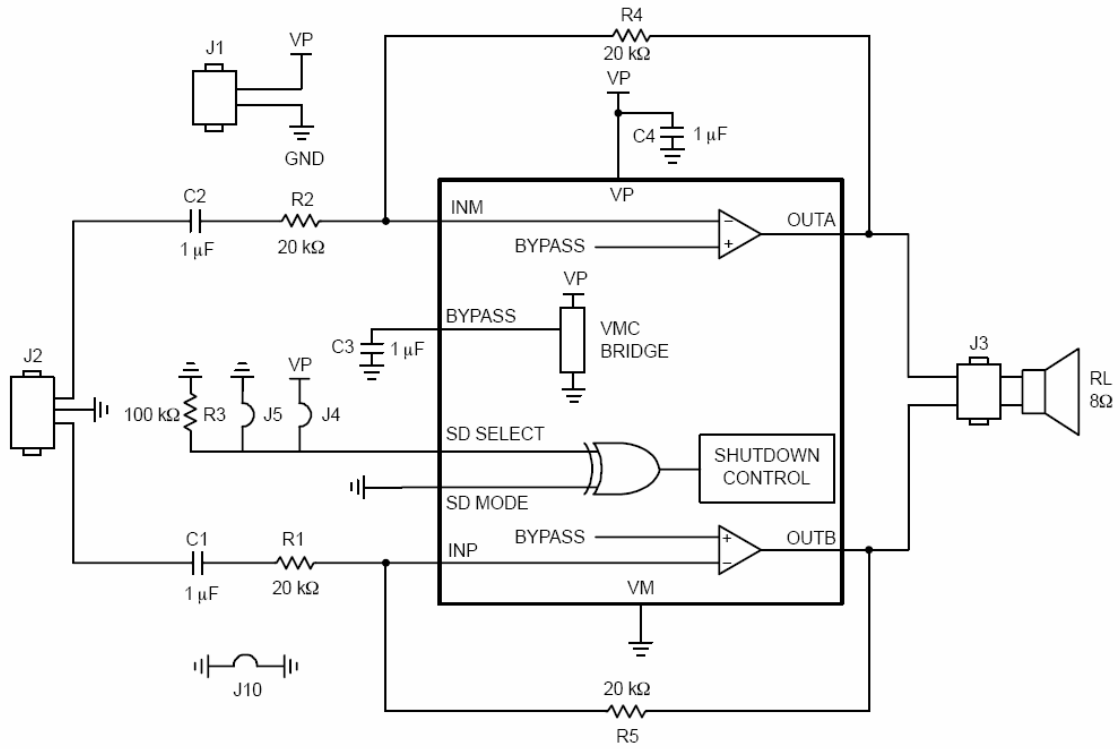 R4
20 kΩ
J1
VP
GND
VP
C4
1 µF
VP
C2
1 µF
R2
20 kΩ
INM
BYPASS
−
+
OUTA
VP
BYPASS
VMC
BRIDGE
C3
1 µF
J2
VP
100 kΩ
R3
J5
J4
SD SELECT
SD MODE
SHUTDOWN
CONTROL
J3
RL
8Ω
C1
1 µF
R1
20 kΩ
INP
BYPASS
+
−
OUTB
VM
J10
20 kΩ
R5